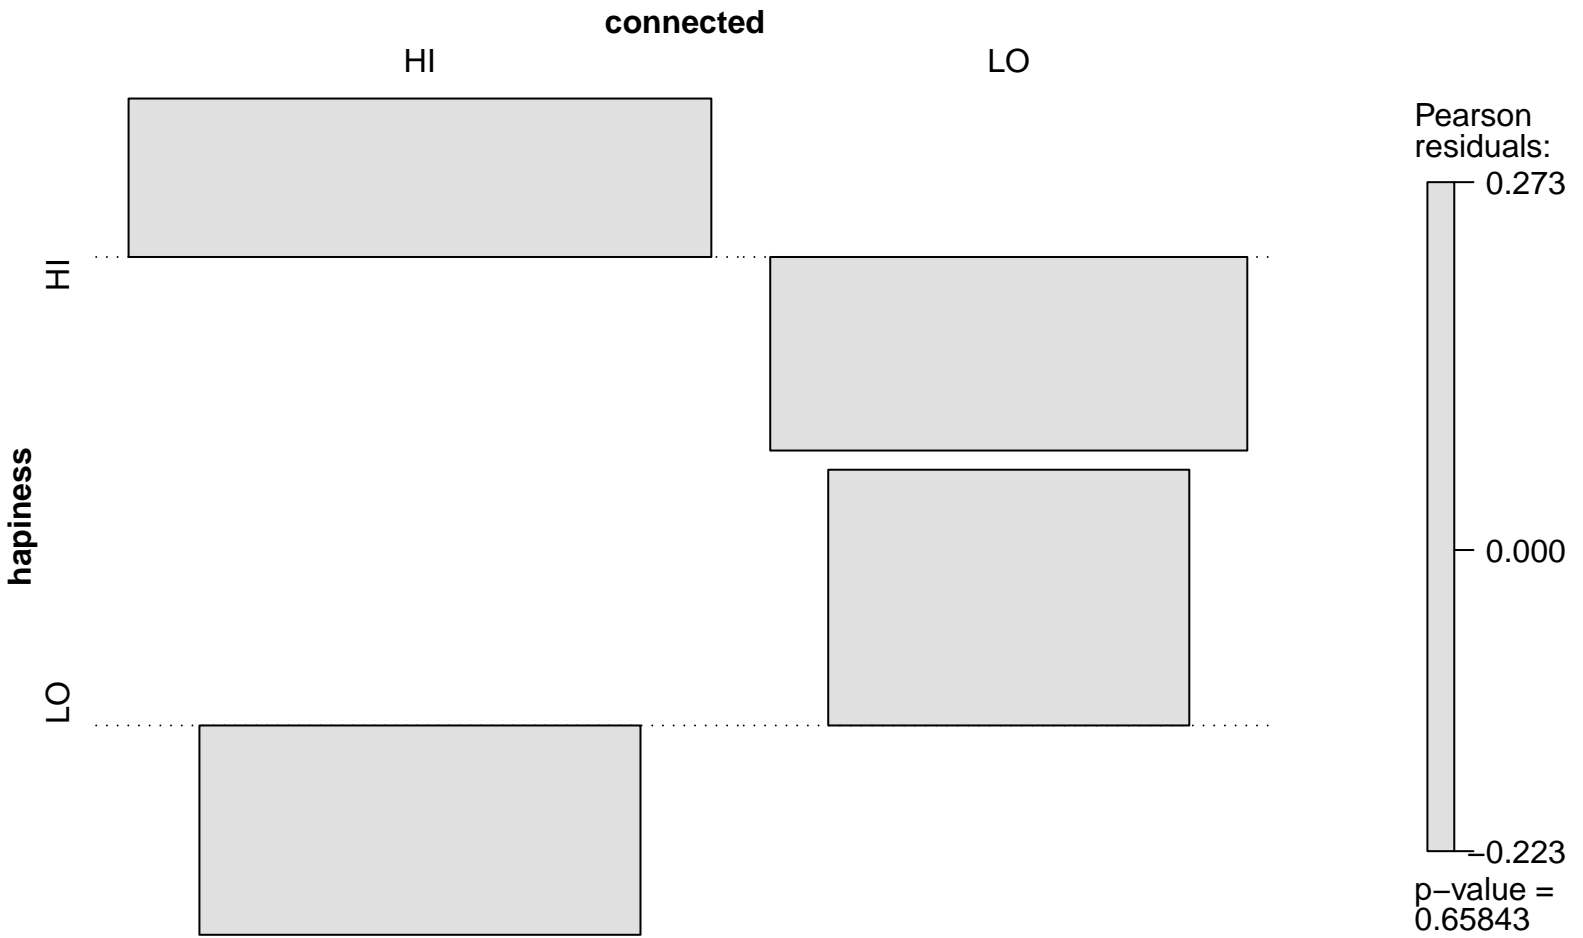 connected
HI
LO
HI
LO
hapiness
Pearson
residuals:
0.273
0.000
−0.223
p−value =
0.65843